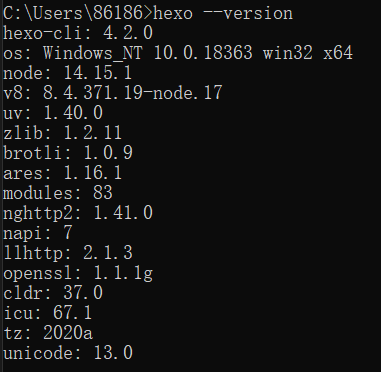 C:\Users\86186>hexo --version
hexo-cli: 4.2.0
os: Windows_NT 10.0.18363 win32 x64
node: 14.15.1
v8: 8.4.371.19-node.17
uv: 1.40.0
zlib: 1.2.11
brotli: 1.0.9
ares: 1.16.1
modules: 83
nghttp2: 1.41.0
napi: 7
llhttp: 2.1.3
openssl: 1.1.1g
cldr: 37.0
icu: 67.1
tz: 2020a
unicode: 13.0